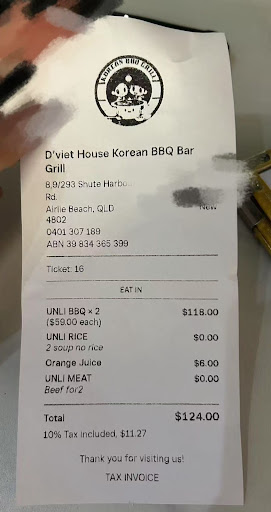 KOREAN BBQ GRILL
D'viet House Korean BBQ Bar
Grill
8,9/293 Shute Harbo
Rd.
Airlie Beach, QLD
4802
0401 307 189
ABN 39 834 365 399
New
Ticket: 16
EAT IN
UNLI BBQ × 2 $118.00
($59.00 each)
UNLI RICE $0.00
2 soup no rice
Orange Juice $6.00
UNLI MEAT $0.00
Beef for2
Total $124.00
10% Tax included, $11.27
Thank you for visiting us!
TAX INVOICE